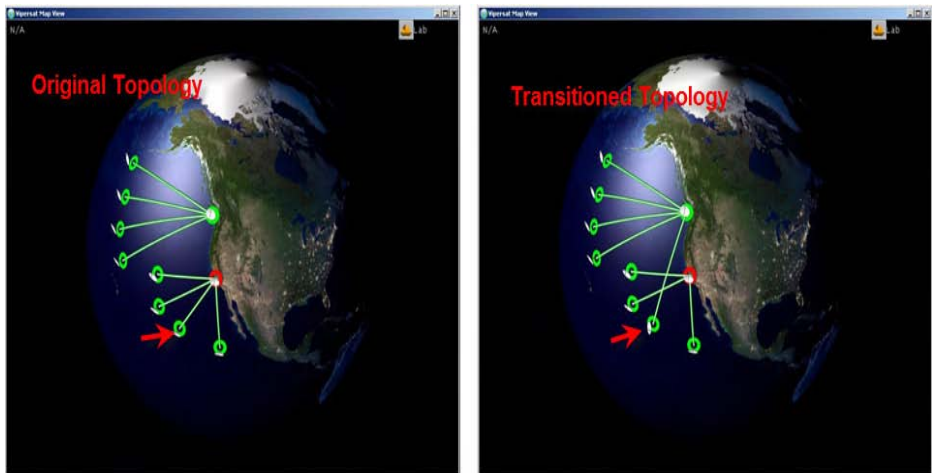 Vipersat Map View
N/A
Lab
Original Topology
Vipersat Map View
N/A
Lab
Transitioned Topology